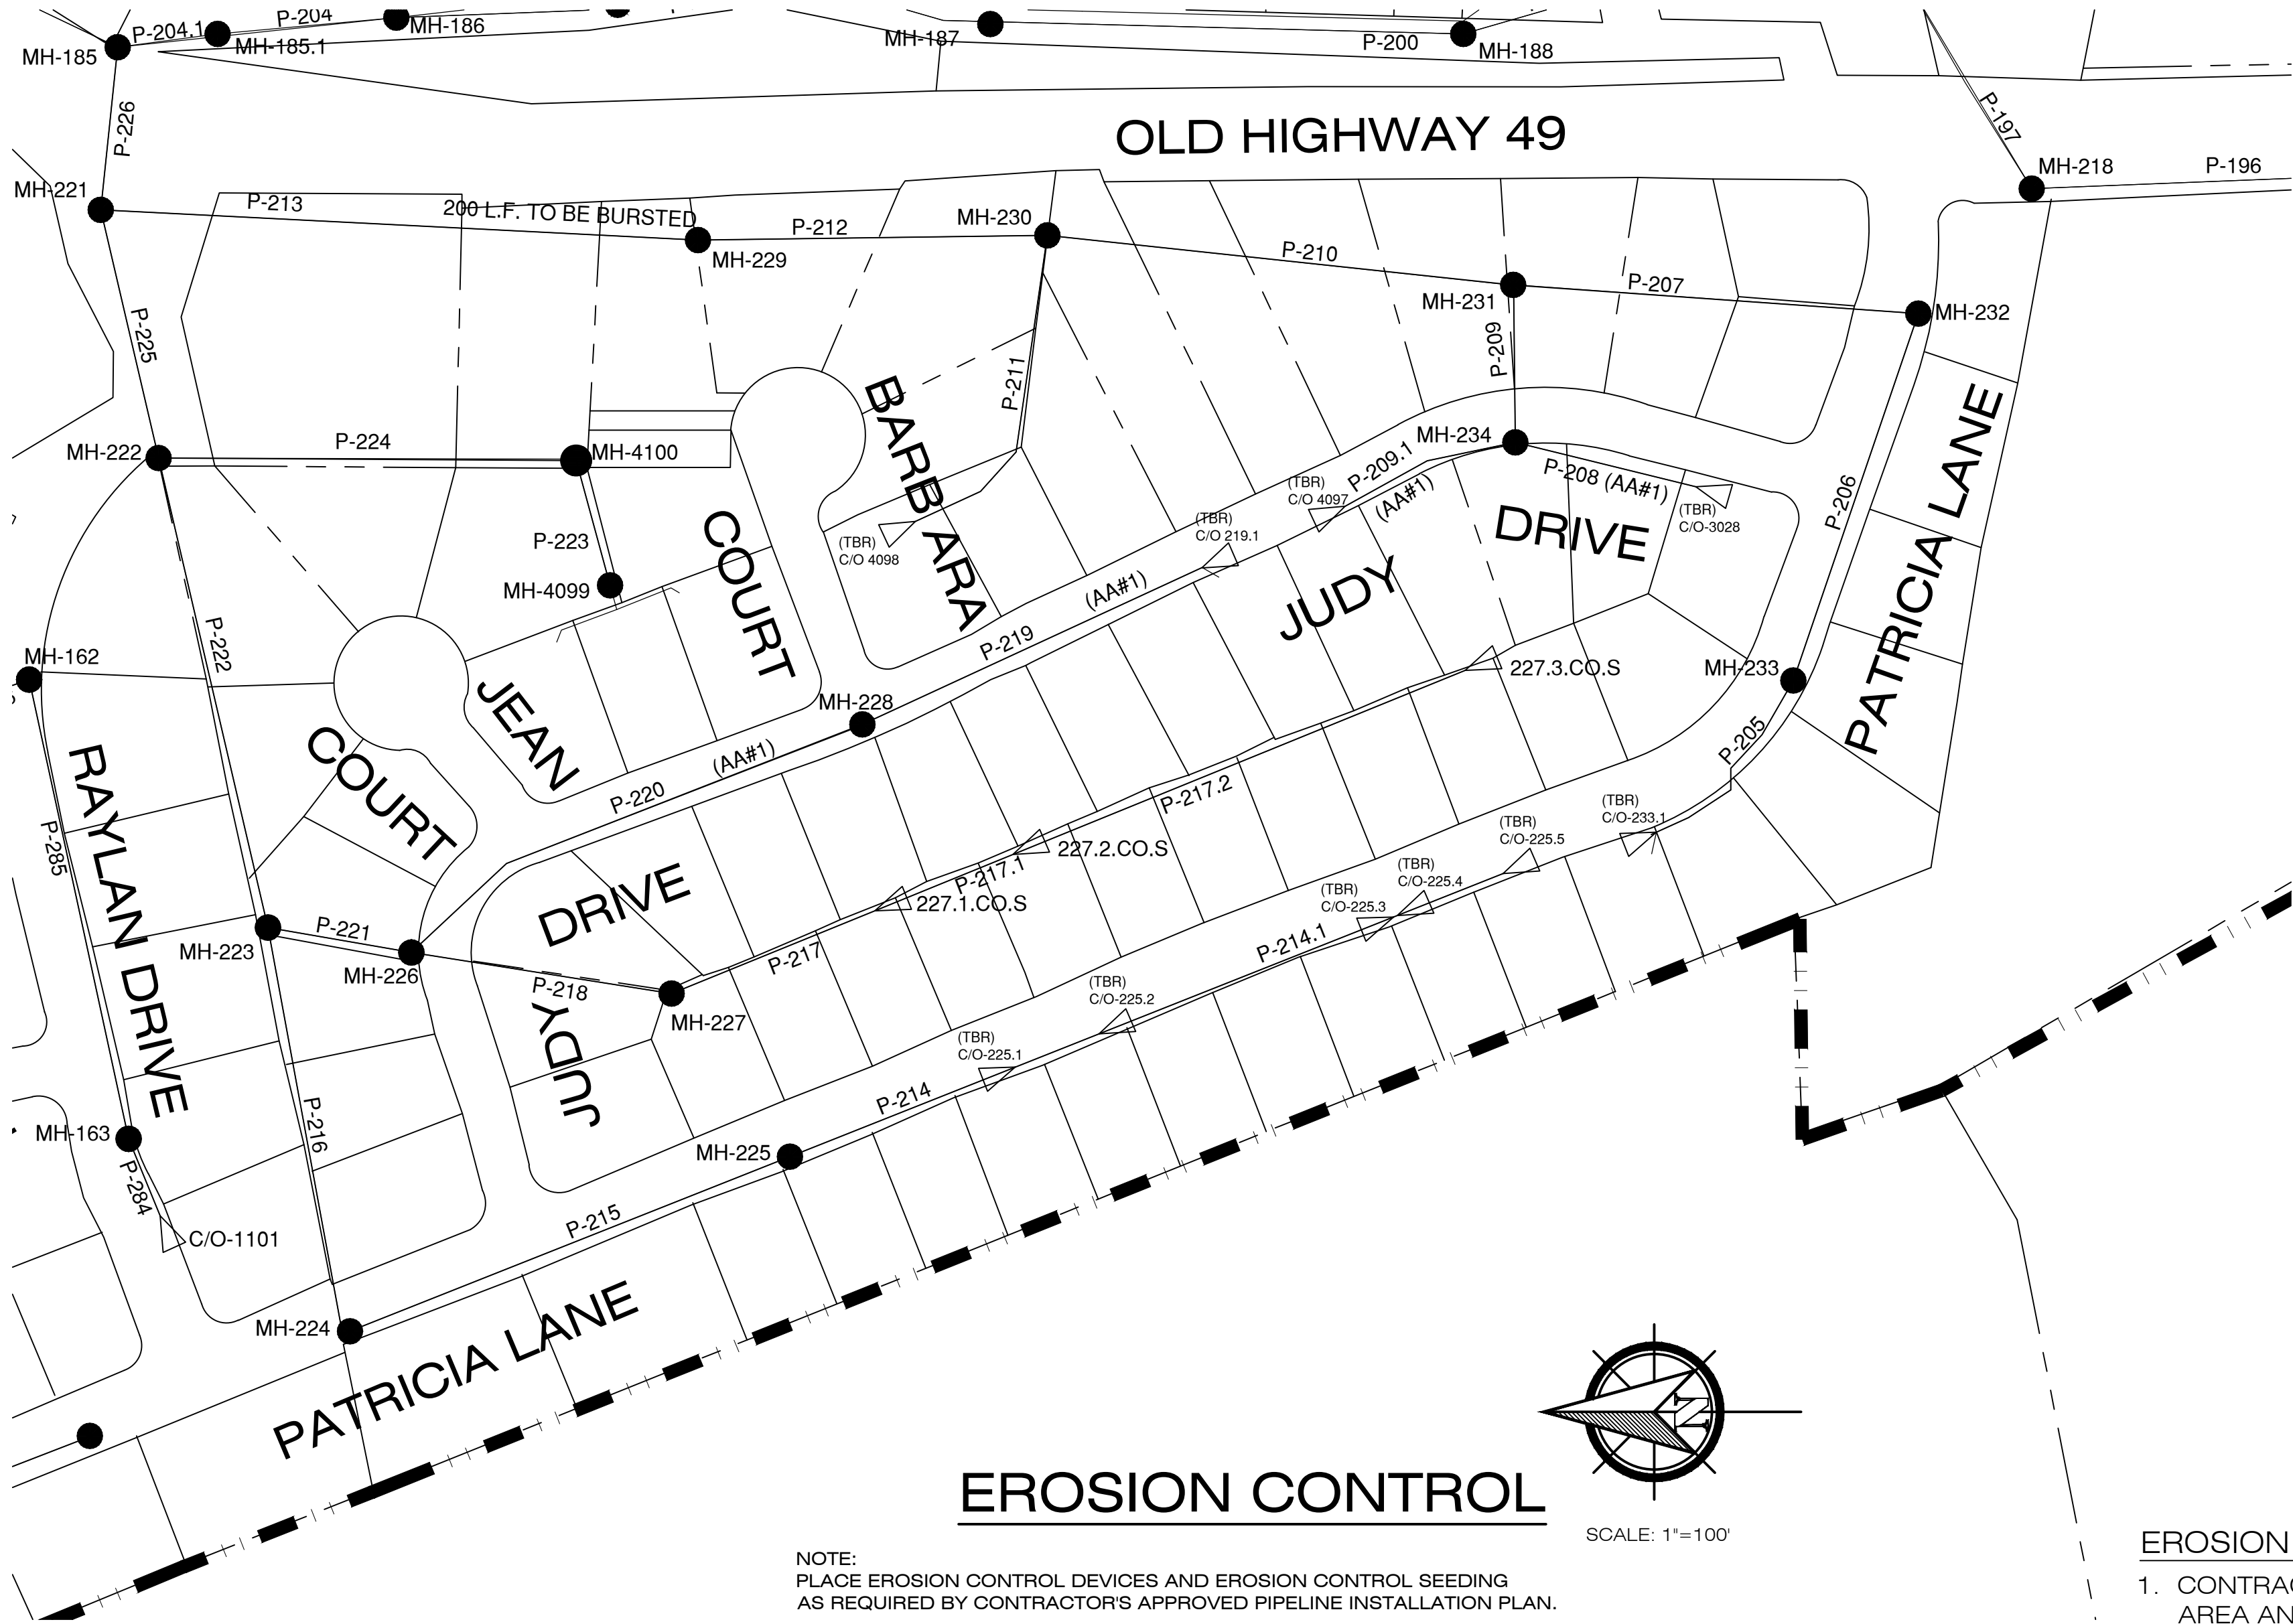 P-204.1
P-204
MH-186
MH-185.1
MH-185
MH-187
P-200
MH-188
P-226
OLD HIGHWAY 49
P-197
MH-218
P-196
MH-221
P-213
200 L.F. TO BE BURSTED
P-212
MH-230
MH-229
P-210
MH-231
P-207
MH-232
P-225
P-209
P-211
MH-222
P-224
MH-4100
BARBARA
COURT
MH-234
P-209.1
(AA#1)
P-208 (AA#1)
(TBR)
C/O-3028
(TBR)
C/O 4097
(TBR)
C/O 219.1
(TBR)
C/O 4098
DRIVE
JUDY
P-206
PATRICIA LANE
P-223
MH-4099
(AA#1)
P-219
P-222
MH-162
227.3.CO.S
MH-233
MH-228
JEAN
COURT
(AA#1)
P-220
P-205
P-217.2
RAYLAN DRIVE
P-285
(TBR)
C/O-233.1
(TBR)
C/O-225.5
227.2.CO.S
P-217.1
(TBR)
C/O-225.4
(TBR)
C/O-225.3
227.1.CO.S
DRIVE
P-221
MH-223
MH-226
P-217
P-214.1
P-218
MH-227
(TBR)
C/O-225.2
JUDY
(TBR)
C/O-225.1
P-214
MH-163
P-216
MH-225
P-284
C/O-1101
P-215
MH-224
PATRICIA LANE
N
EROSION CONTROL
SCALE: 1"=100'
NOTE:
PLACE EROSION CONTROL DEVICES AND EROSION CONTROL SEEDING
AS REQUIRED BY CONTRACTOR'S APPROVED PIPELINE INSTALLATION PLAN.
EROSION
1. CONTRAC
AREA AN